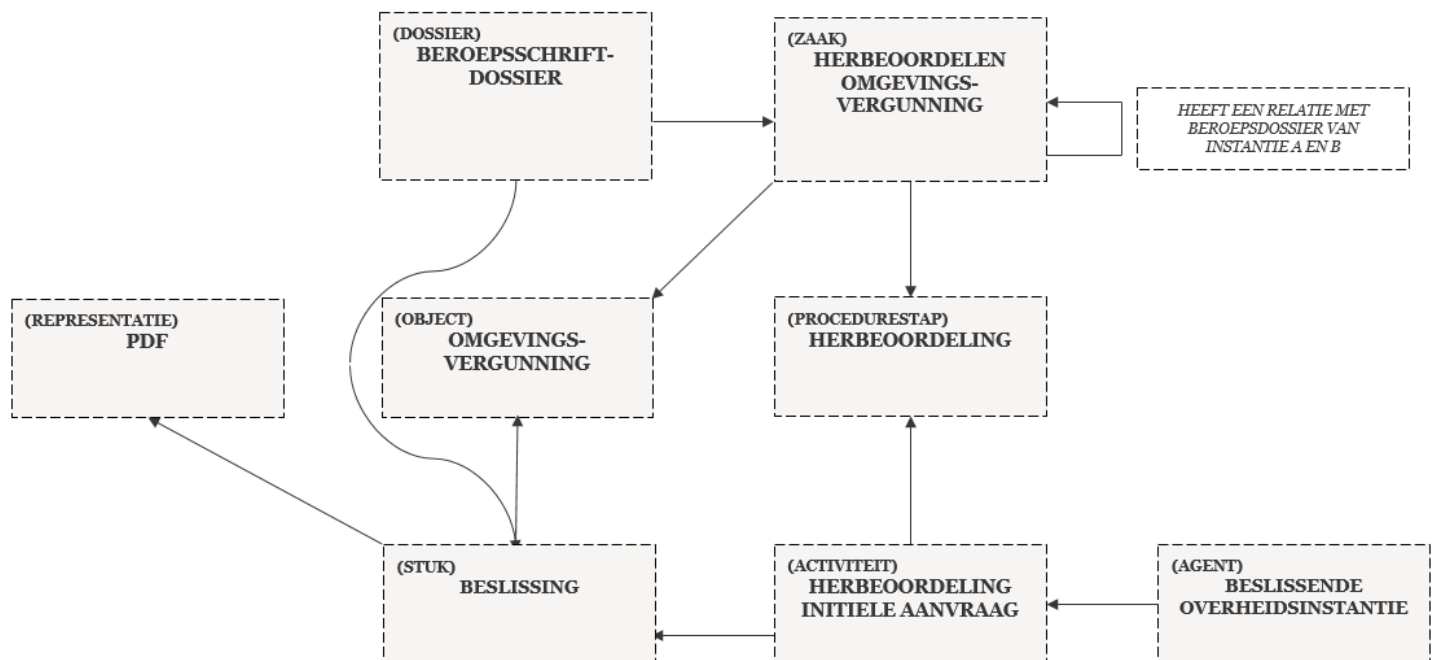 (DOSSIER)
BEROEPSSCHRIFT-
DOSSIER
(ZAAK)
HERBEOORDELEN
OMGEVINGS-
VERGUNNING
HEEFT EEN RELATIE MET
BEROEPSDOSSIER VAN
INSTANTIE A EN B
(REPRESENTATIE)
PDF
(OBJECT)
OMGEVINGS-
VERGUNNING
(PROCEDURESTAP)
HERBEOORDELING
(STUK)
BESLISSING
(ACTIVITEIT)
HERBEOORDELING
INITIELE AANVRAAG
(AGENT)
BESLISSENDE
OVERHEIDSINSTANTIE